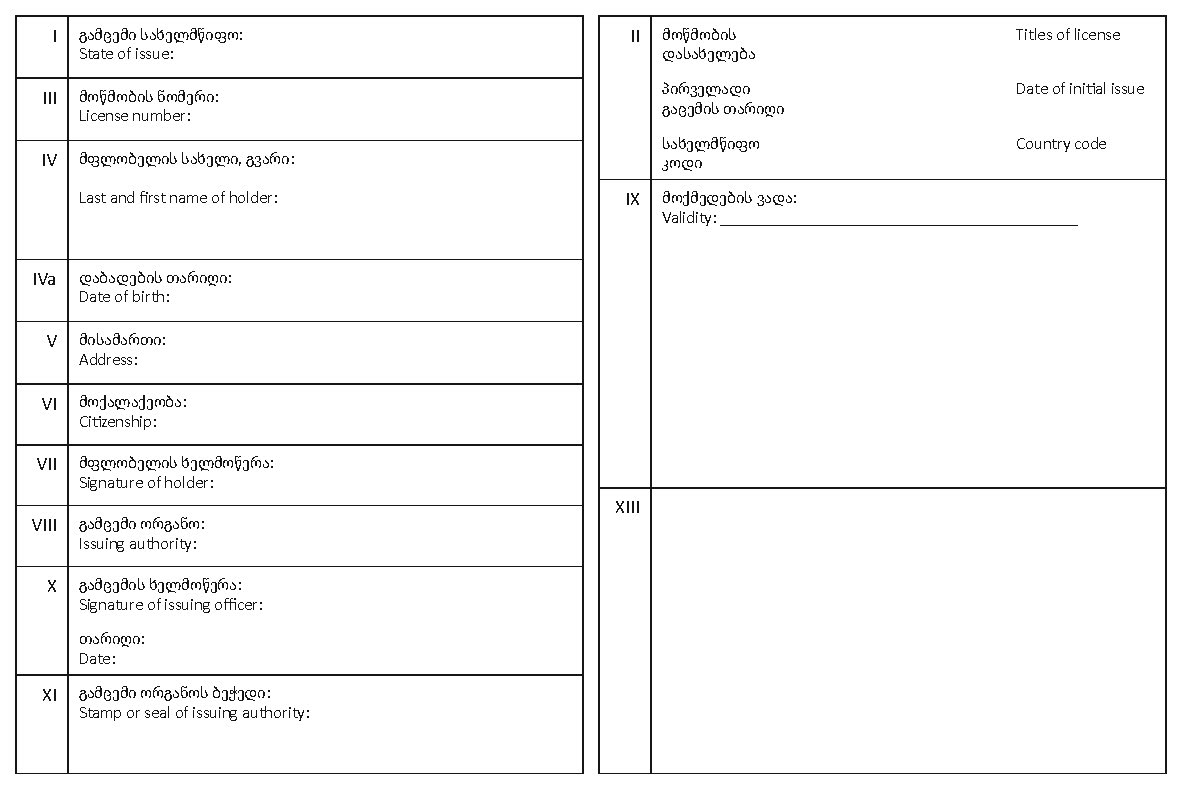 I გამცემი სახელმწიფო:
State of issue:
III მოწმობის ნომერი:
License number:
IV მფლობელის სახელი, გვარი:
Last and first name of holder:
IVa დაბადების თარიღი:
Date of birth:
V მისამართი:
Address:
VI მოქალაქეობა:
Citizenship:
VII მფლობელის ხელმოწერა:
Signature of holder:
VIII გამცემი ორგანო:
Issuing authority:
X გამცემის ხელმოწერა:
Signature of issuing officer:
თარიღი:
Date:
XI გამცემი ორგანოს ბეჭედი:
Stamp or seal of issuing authority:
II მოწმობის Titles of license
დასახელება
პირველადი Date of initial issue
გაცემის თარიღი
სახელმწიფო Country code
კოდი
IX მოქმედების ვადა:
Validity:
XIII